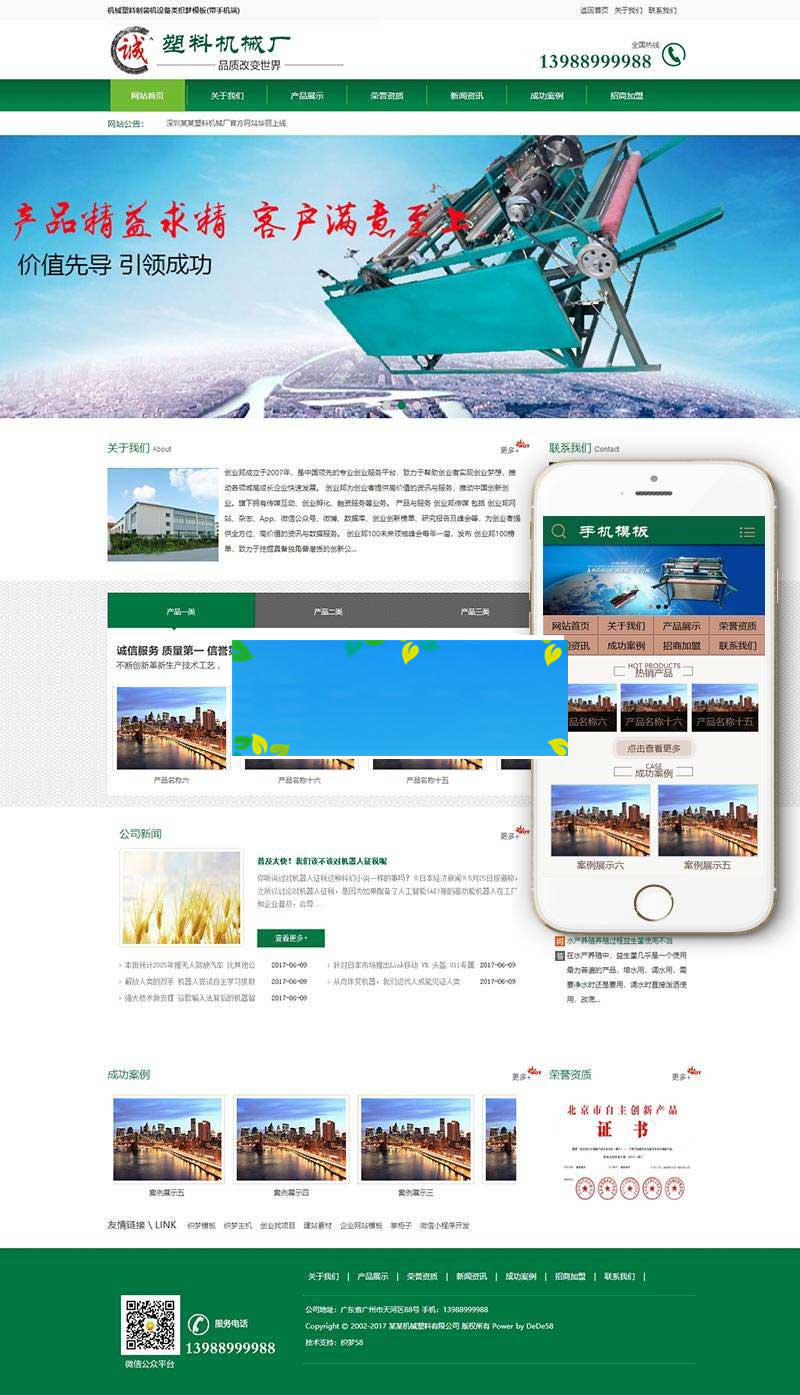 机械塑料制袋机设备类织梦模板(带手机端)
返回首页 关于我们 联系我们
诚 塑料机械厂
品质改变世界
全国热线
13988999988
网站首页 关于我们 产品展示 荣誉资质 新闻资讯 成功案例 招商加盟
网站公告： 深圳某某塑料机械厂官方网站华丽上线
产品精益求精 客户满意至上
价值先导 引领成功
关于我们 About
更多+
联系我们 Contact
创业邦成立于2007年，是中国领先的专业创业服务平台，致力于帮助创业者实现创业梦想，推
动各领域高成长企业快速发展。 创业邦为创业者提供高价值的资讯与服务，推动中国创新创
业。旗下拥有传媒互动、创业孵化、融资服务等业务。 产品与服务 创业邦传媒 包括 创业邦网
站、杂志、App、微信公众号、微博、数据库、创业创新榜单、研究报告及峰会等，为创业者提
供全方位、高价值的资讯与数据服务。 创业邦100未来领袖峰会每年一届，发布 创业邦100榜
单，致力于挖掘具备独角兽潜质的创新公...
产品一类 产品二类 产品三类
诚信服务 质量第一 信誉
不断创新革新生产技术工艺，
产品名称六 产品名称十六 产品名称十五
手机模板
网站首页 关于我们 产品展示 荣誉资质
资讯 成功案例 招商加盟 联系我们
HOT PRODUCTS
热销产品
品名称六 产品名称十六 产品名称十五
点击查看更多
CASE
成功案例
案例展示六 案例展示五
公司新闻
更多+
普及太快！我们该不该对机器人征税呢
你听说过对机器人征税这种科幻小说一样的事吗？《日本经济新闻》5月25日报道称，
之所以讨论对机器人征税，是因为如果配备了人工智能(AI)等的高功能机器人在工厂
和企业普及，启导...
查看更多+
本田预计2025年推无人驾驶汽车 比其他公 2017-06-09
针对日本市场推出Link移动 VR 头盔:V11专属 2017-06-09
解放人类的双手 机器人尝试自主学习抓取 2017-06-09
从肉体变机器：我们这代人或能见证人类 2017-06-09
强大技术做支撑 谷歌输入法背后的机器智 2017-06-09
问 水产养殖养殖过程益生菌使用不当
答 在水产养殖中，益生菌几乎是一个使用
最为普遍的产品，培水用，调水用，需
要净水时还是要用，调水时直接泼洒使
用，改底...
成功案例
更多+
荣誉资质
更多+
北京市自主创新产品
证 书
案例展示五 案例展示四 案例展示三
友情链接 \ LINK 织梦模板 织梦主机 创业找项目 建站素材 企业网站模板 掌柜子 微信小程序开发
关于我们 | 产品展示 | 荣誉资质 | 新闻资讯 | 成功案例 | 招商加盟 | 联系我们 |
服务电话
13988999988
微信公众平台
公司地址：广东省广州市天河区88号 手机：13988999988
Copyright © 2002-2017 某某机械塑料有限公司 版权所有 Power by DeDe58
技术支持：织梦58